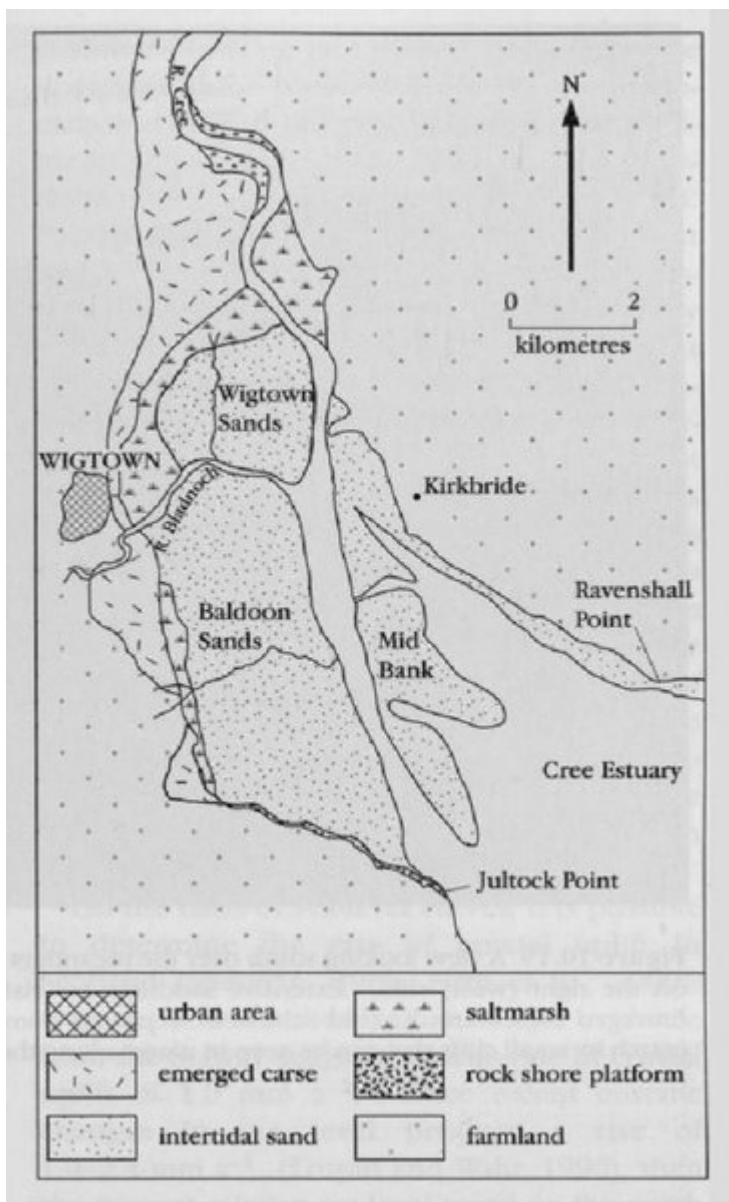 R. Cree
N
0 2
kilometres
Wigtown
Sands
WIGTOWN
R. Bladnoch
Kirkbride
Ravenshall
Point
Baldoon
Sands
Mid
Bank
Cree Estuary
Jultock Point
urban area
saltmarsh
emerged carse
rock shore platform
intertidal sand
farmland